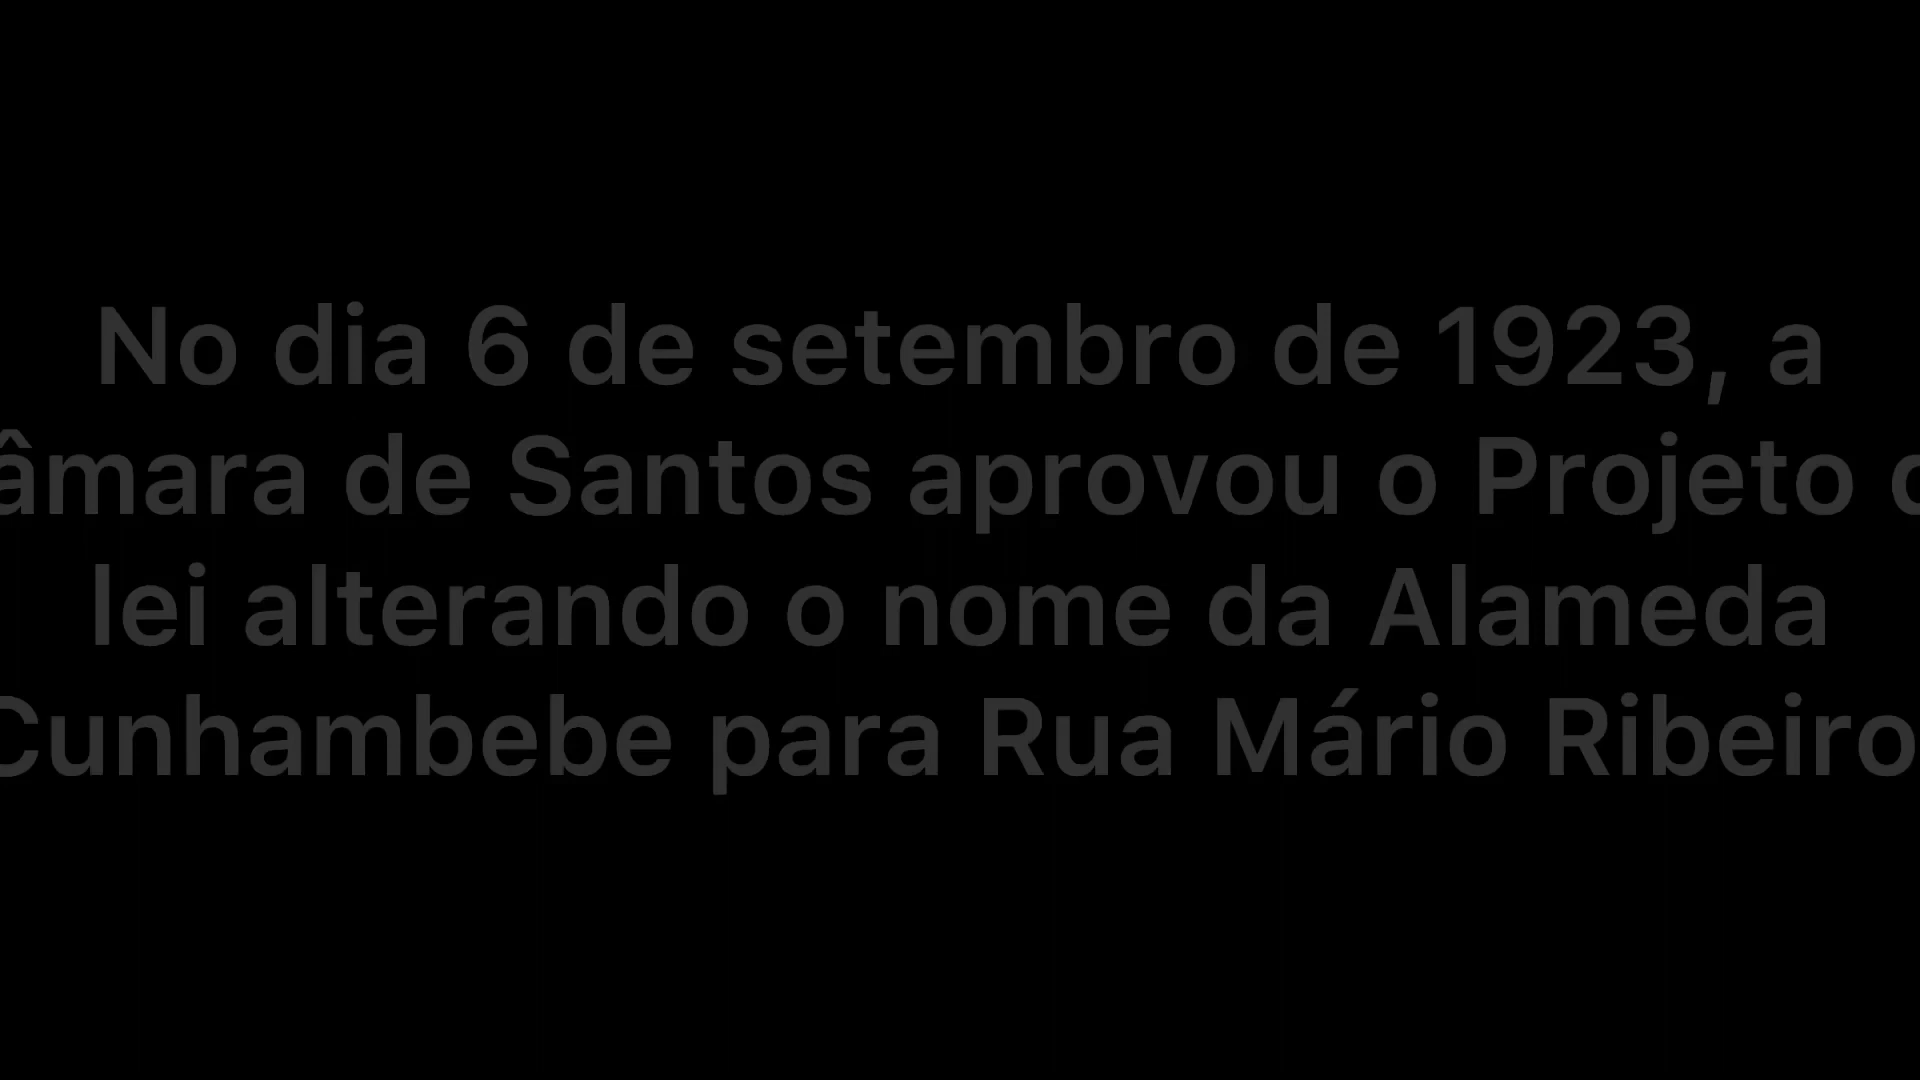 No dia 6 de setembro de 1923, a
âmara de Santos aprovou o Projeto
lei alterando o nome da Alameda
Cunhambebe para Rua Mário Ribeiro